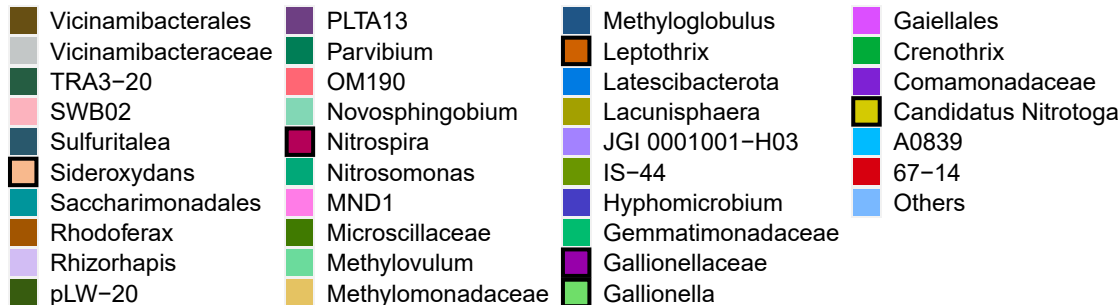 Vicinamibacterales
Vicinamibacteraceae
TRA3−20
SWB02
Sulfuritalea
Sideroxydans
Saccharimonadales
Rhodoferax
Rhizorhapis
pLW−20
PLTA13
Parvibium
OM190
Novosphingobium
Nitrospira
Nitrosomonas
MND1
Microscillaceae
Methylovulum
Methylomonadaceae
Methyloglobulus
Leptothrix
Latescibacterota
Lacunisphaera
JGI 0001001−H03
IS−44
Hyphomicrobium
Gemmatimonadaceae
Gallionellaceae
Gallionella
Gaiellales
Crenothrix
Comamonadaceae
Candidatus Nitrotoga
A0839
67−14
Others